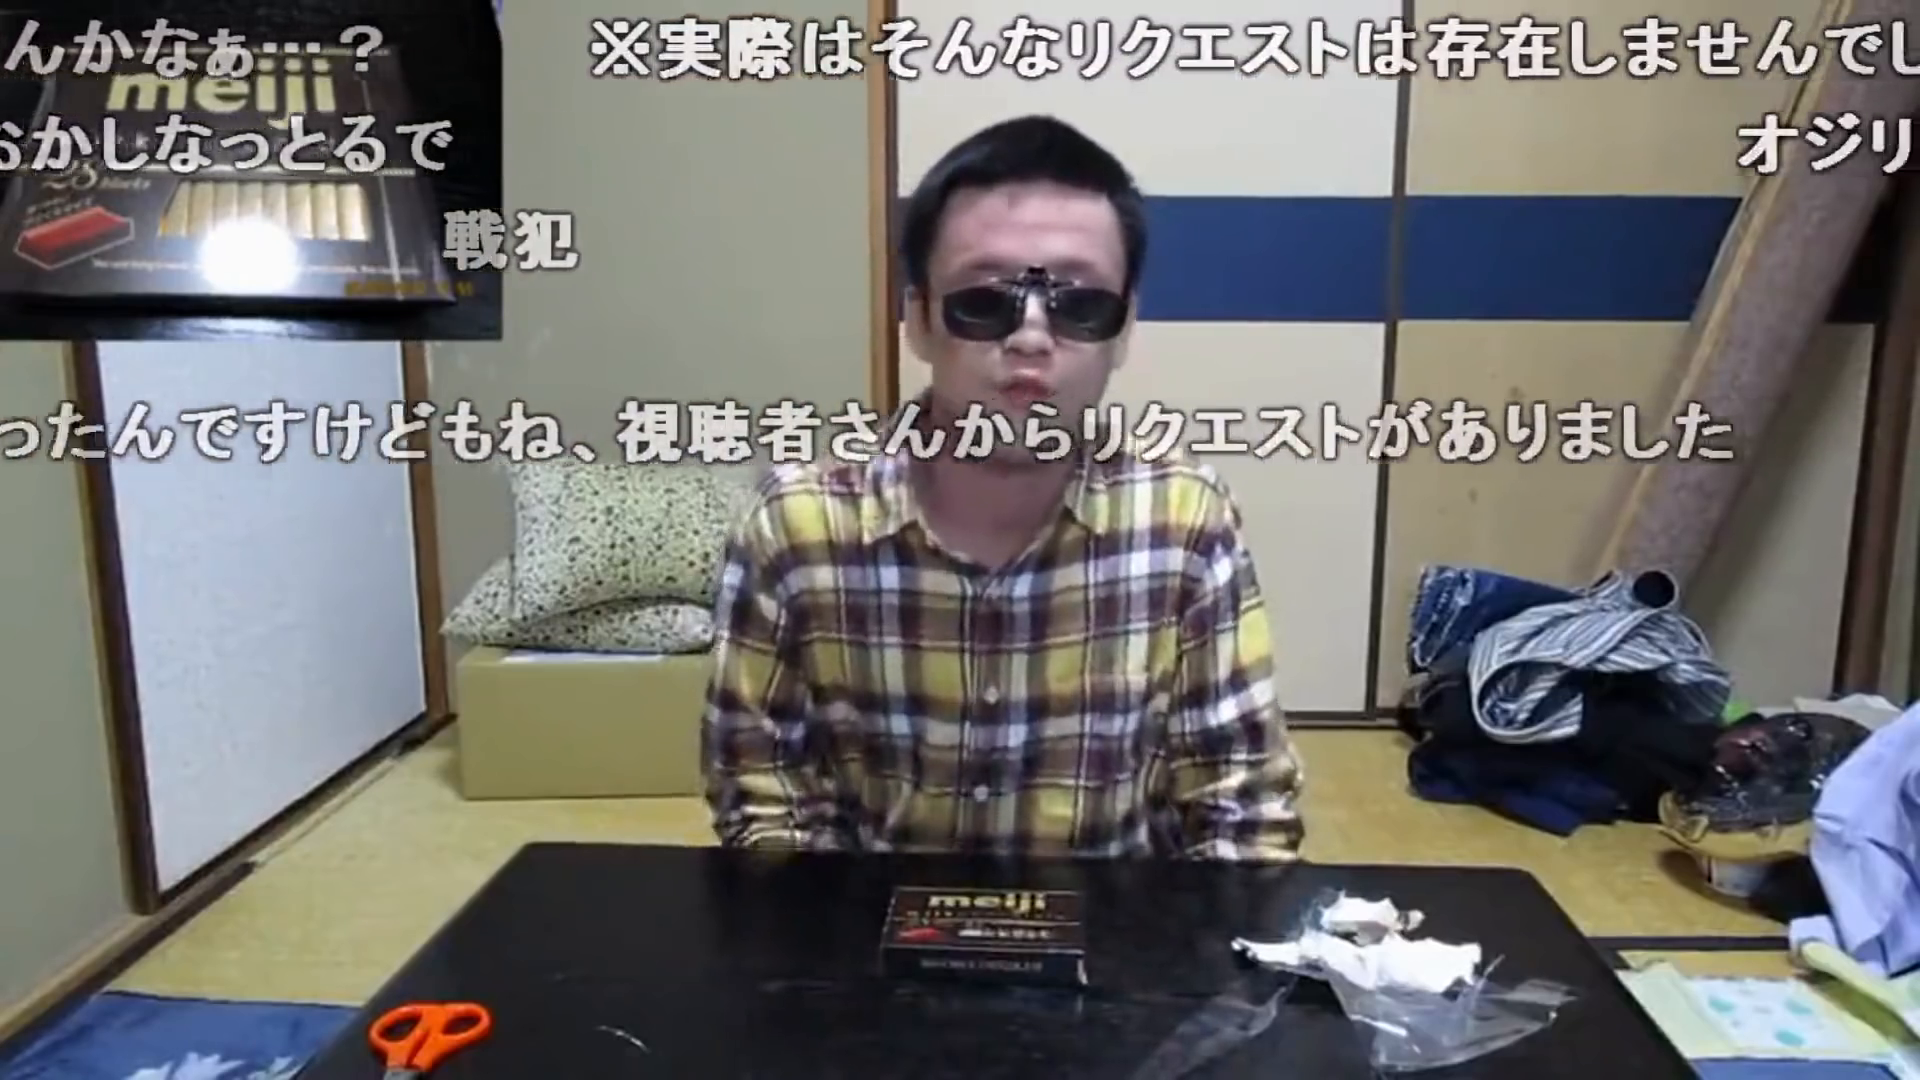 んかなぁ…？
※実際はそんなリクエストは存在しませんでし
meiji
おかしなっとるで
オジリ
戦犯
ったんですけどもね、視聴者さんからリクエストがありました
meiji